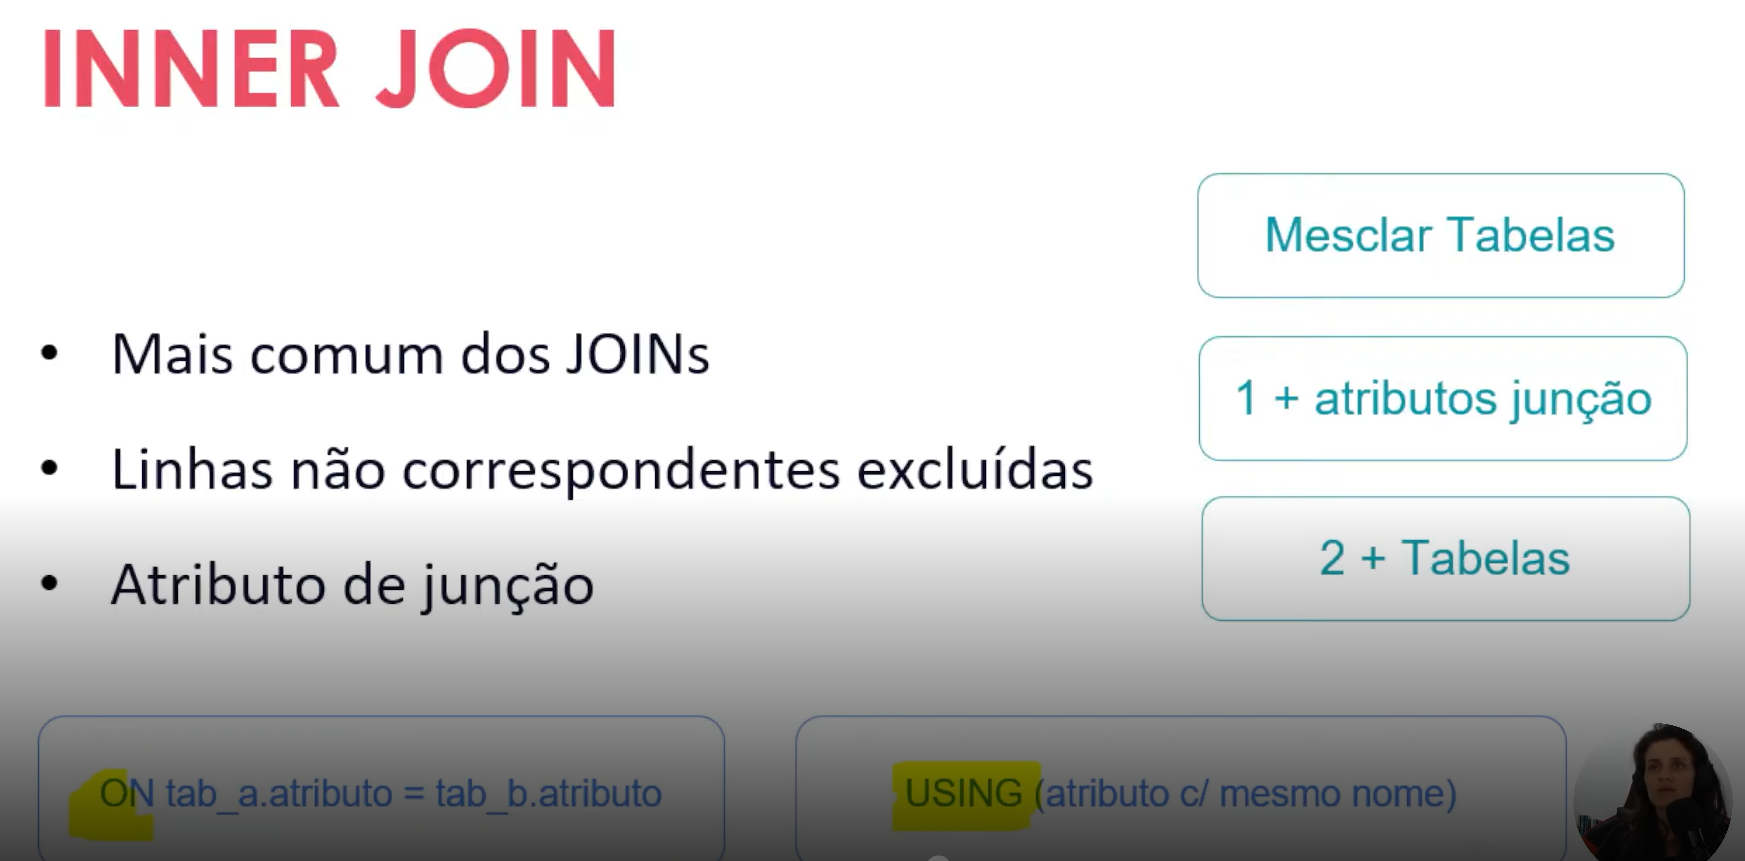 INNER JOIN
Mesclar Tabelas
• Mais comum dos JOINs
1 + atributos junção
• Linhas não correspondentes excluídas
2 + Tabelas
• Atributo de junção
ON tab_a.atributo = tab_b.atributo
USING (atributo c/ mesmo nome)